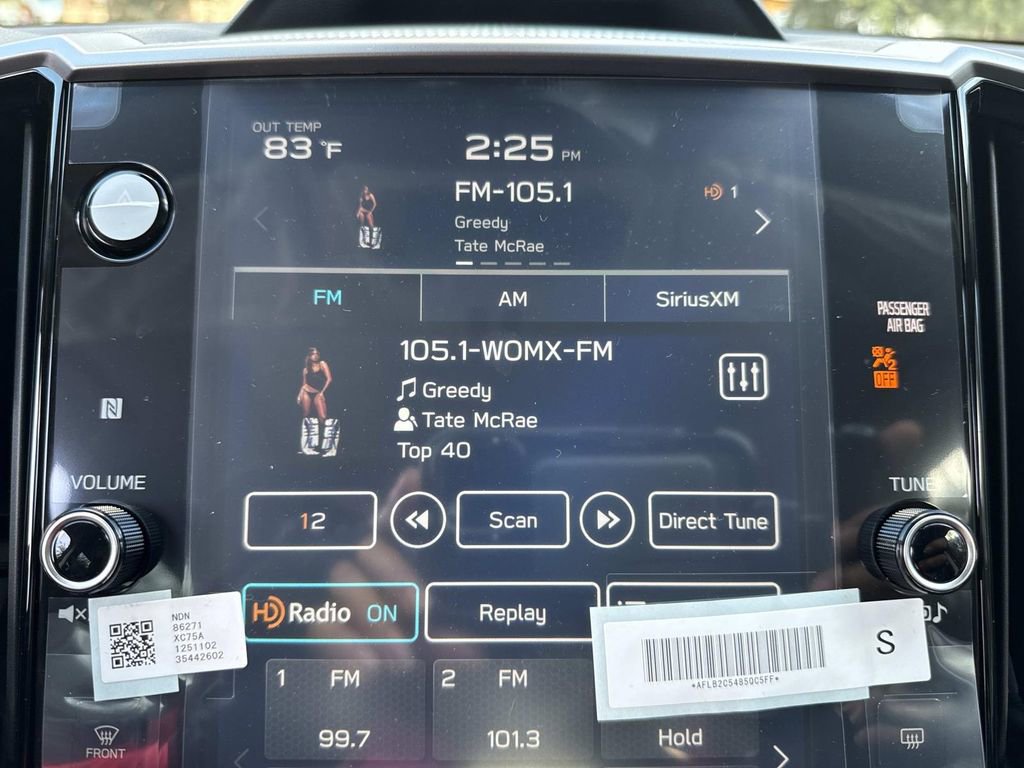 OUT TEMP
83 °F
2:25 PM
FM-105.1
HD 1
Greedy
Tate McRae
FM
AM
SiriusXM
PASSENGER
AIR BAG
2
OFF
105.1-WOMX-FM
Greedy
Tate McRae
Top 40
N
VOLUME
TUNE
12
Scan
Direct Tune
HD Radio ON
Replay
NDN
86271
XC75A
1251102
35442602
*AFLB2C5485QC5FF*
S
1 FM
99.7
2 FM
101.3
Hold
FRONT